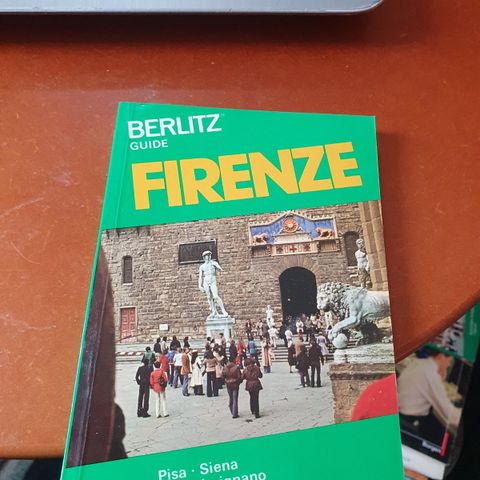 BERLITZ®
GUIDE
FIRENZE
Pisa · Siena